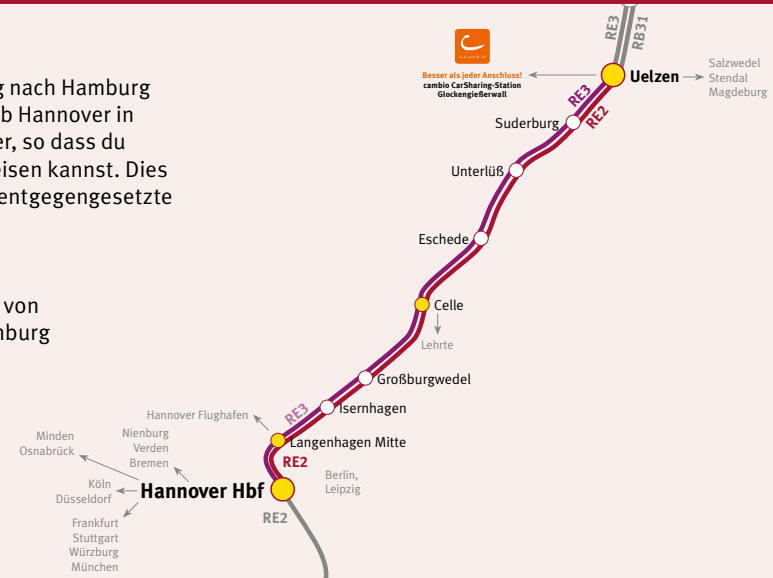 g nach Hamburg
b Hannover in
er, so dass du
eisen kannst. Dies
entgegengesetzte
von
nburg
RE3
RB31
cambio
Besser als jeder Anschluss!
cambio CarSharing-Station
Glockengießerwall
Uelzen
Salzwedel
Stendal
Magdeburg
RE3
RE2
Suderburg
Unterlüß
Eschede
Celle
Lehrte
Großburgwedel
Isernhagen
RE3
Hannover Flughafen
Langenhagen Mitte
RE2
Minden
Osnabrück
Nienburg
Verden
Bremen
Berlin,
Leipzig
Köln
Düsseldorf
Hannover Hbf
RE2
Frankfurt
Stuttgart
Würzburg
München